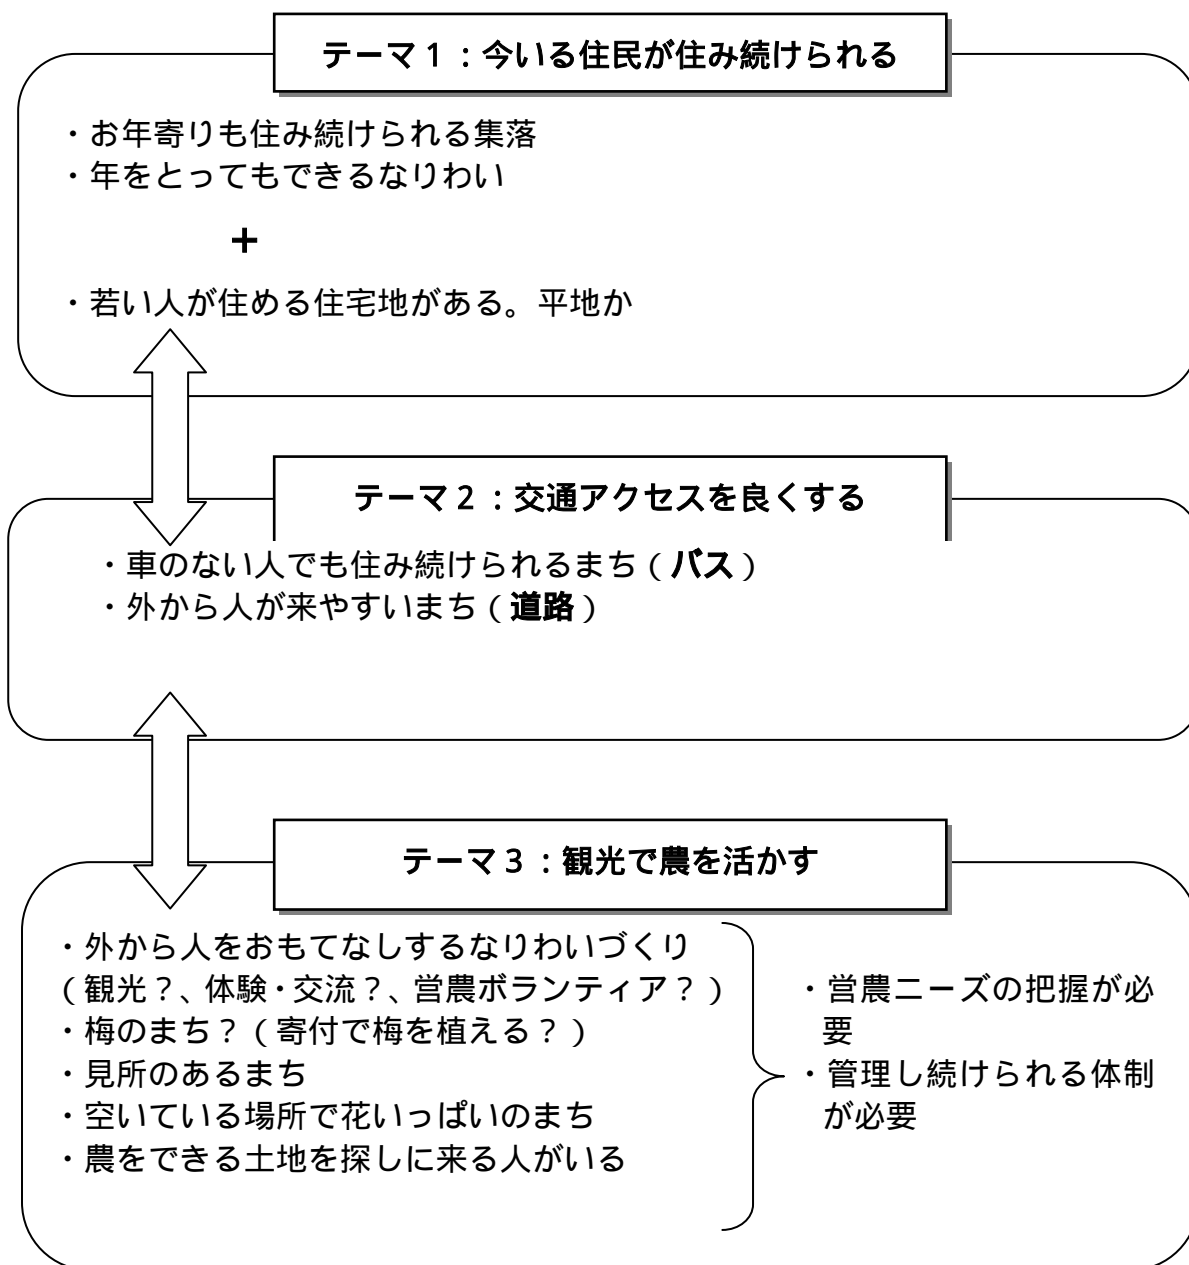 テーマ１：今いる住民が住み続けられる
・お年寄りも住み続けられる集落
・年をとってもできるなりわい
＋
・若い人が住める住宅地がある。平地か
テーマ２：交通アクセスを良くする
・車のない人でも住み続けられるまち（バス）
・外から人が来やすいまち（道路）
テーマ３：観光で農を活かす
・外から人をおもてなしするなりわいづくり
（観光？、体験・交流？、営農ボランティア？）
・梅のまち？（寄付で梅を植える？）
・見所のあるまち
・空いている場所で花いっぱいのまち
・農をできる土地を探しに来る人がいる
・営農ニーズの把握が必
要
・管理し続けられる体制
が必要